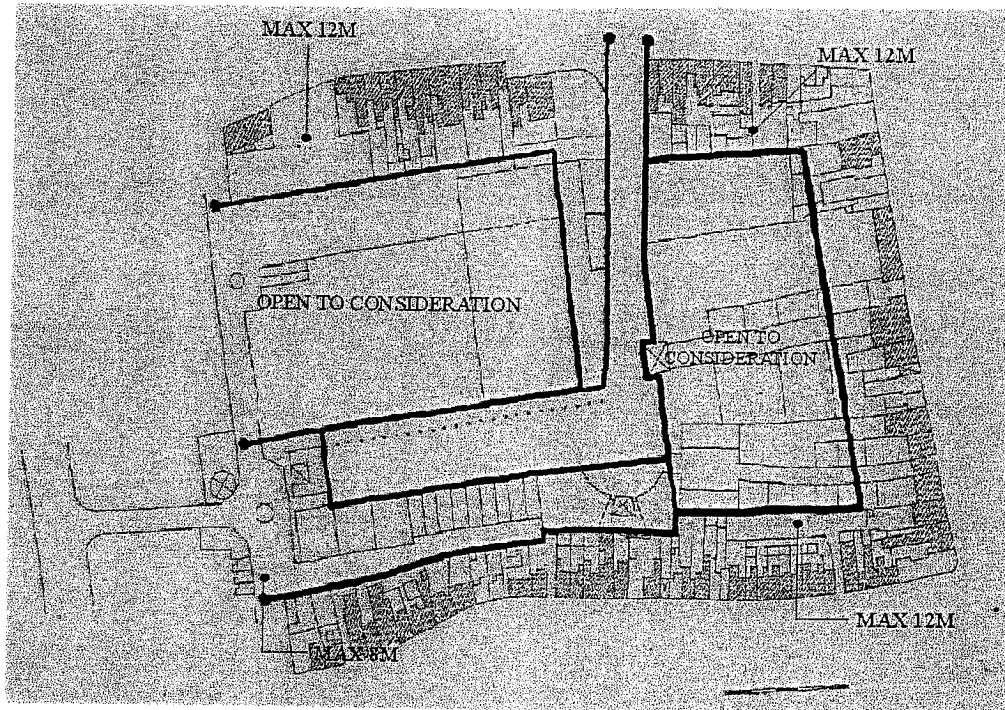 MAX 12M
MAX 12M
OPEN TO CONSIDERATION
OPEN TO
CONSIDERATION
MAX 12M
MAX 8M